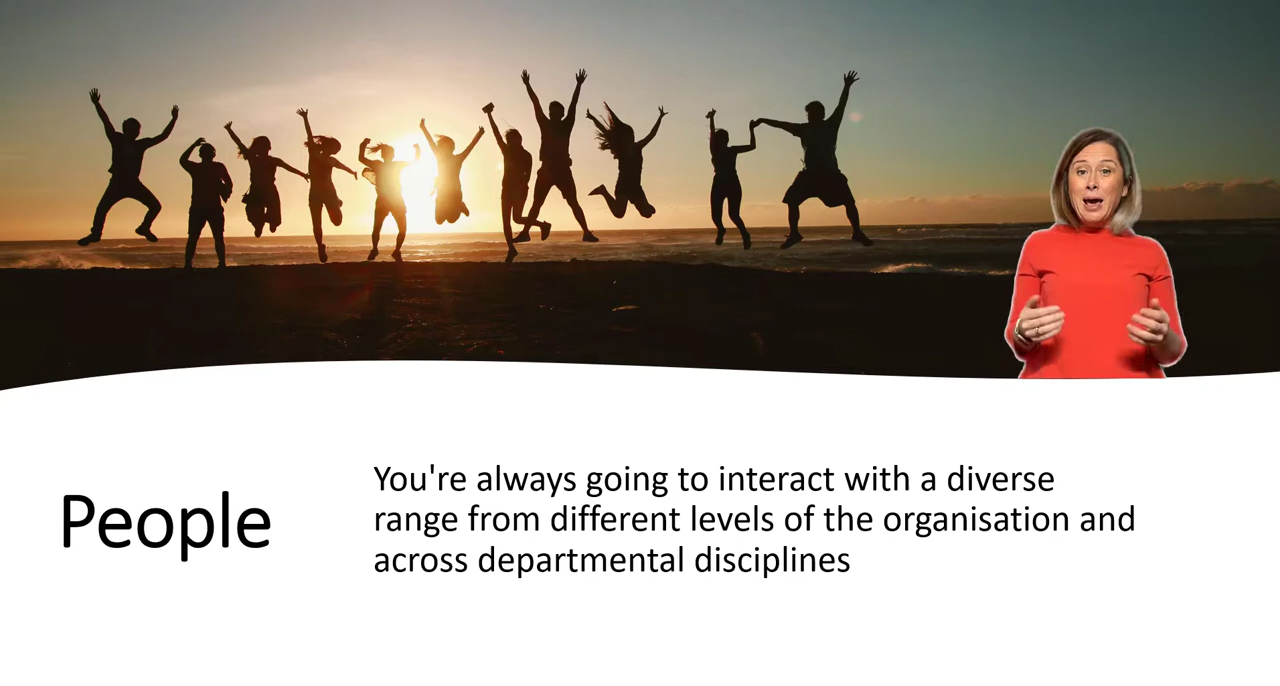 People
You're always going to interact with a diverse
range from different levels of the organisation and
across departmental disciplines